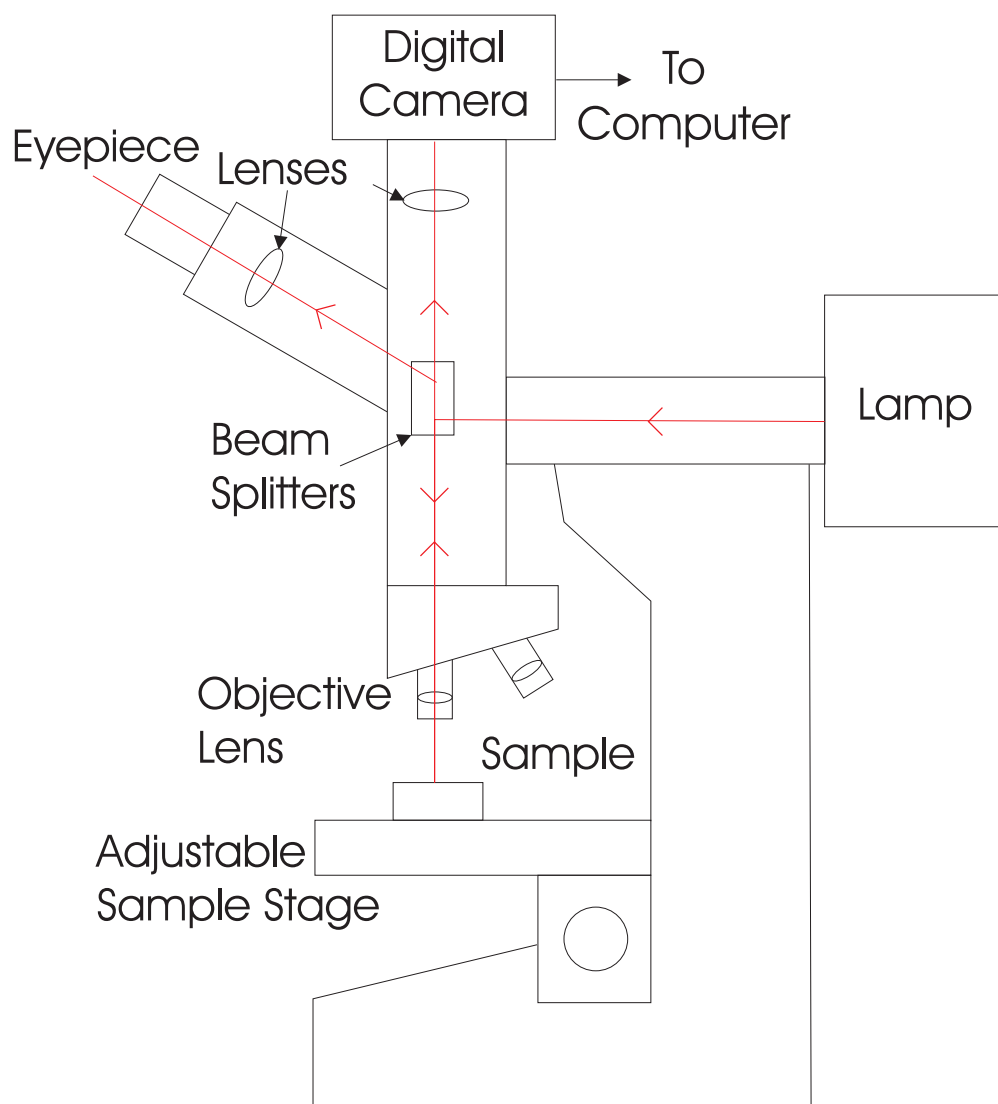 Digital
Camera
To
Computer
Eyepiece
Lenses
Lamp
Beam
Splitters
Objective
Lens
Sample
Adjustable
Sample Stage